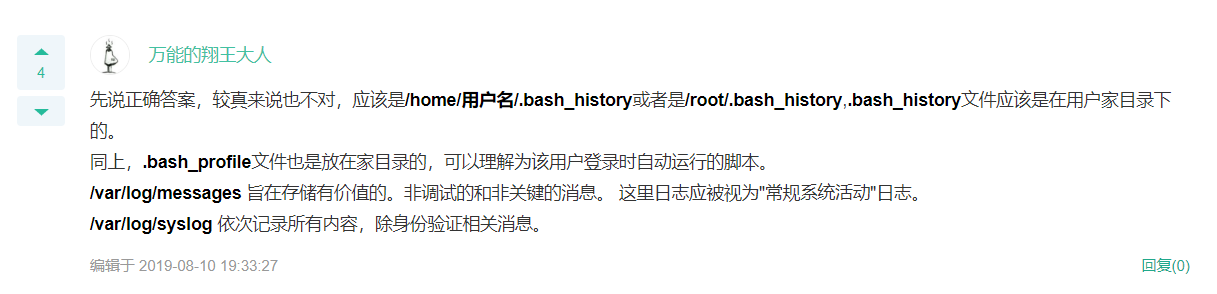 万能的翔王大人
4
先说正确答案，较真来说也不对，应该是/home/用户名/.bash_history或者是/root/.bash_history,.bash_history文件应该是在用户家目录下
的。
同上，.bash_profile文件也是放在家目录的，可以理解为该用户登录时自动运行的脚本。
/var/log/messages 旨在存储有价值的。非调试的和非关键的消息。 这里日志应被视为"常规系统活动"日志。
/var/log/syslog 依次记录所有内容，除身份验证相关消息。
编辑于 2019-08-10 19:33:27
回复(0)